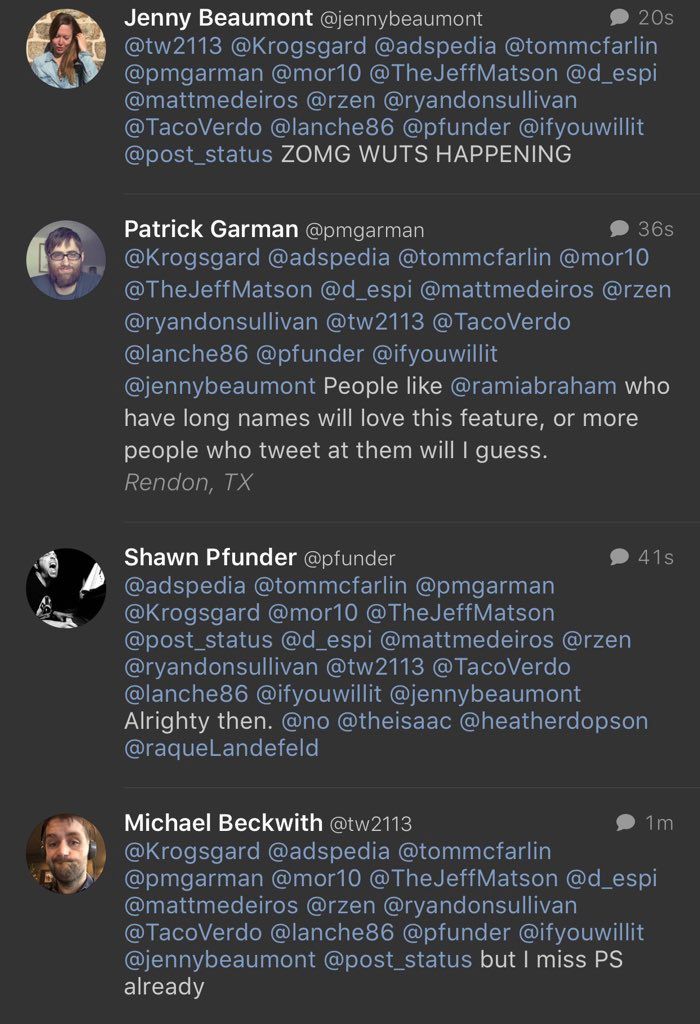 Jenny Beaumont @jennybeaumont 20s
@tw2113 @Krogsgard @adspedia @tommcfarlin
@pmgarman @mor10 @TheJeffMatson @d_espi
@mattmedeiros @rzen @ryandonsullivan
@TacoVerdo @lanche86 @pfunder @ifyouwillit
@post_status ZOMG WUTS HAPPENING
Patrick Garman @pmgarman 36s
@Krogsgard @adspedia @tommcfarlin @mor10
@TheJeffMatson @d_espi @mattmedeiros @rzen
@ryandonsullivan @tw2113 @TacoVerdo
@lanche86 @pfunder @ifyouwillit
@jennybeaumont People like @ramiabraham who
have long names will love this feature, or more
people who tweet at them will I guess.
Rendon, TX
Shawn Pfunder @pfunder 41s
@adspedia @tommcfarlin @pmgarman
@Krogsgard @mor10 @TheJeffMatson
@post_status @d_espi @mattmedeiros @rzen
@ryandonsullivan @tw2113 @TacoVerdo
@lanche86 @ifyouwillit @jennybeaumont
Alrighty then. @no @theisaac @heatherdopson
@raqueLandefeld
Michael Beckwith @tw2113 1m
@Krogsgard @adspedia @tommcfarlin
@pmgarman @mor10 @TheJeffMatson @d_espi
@mattmedeiros @rzen @ryandonsullivan
@TacoVerdo @lanche86 @pfunder @ifyouwillit
@jennybeaumont @post_status but I miss PS
already